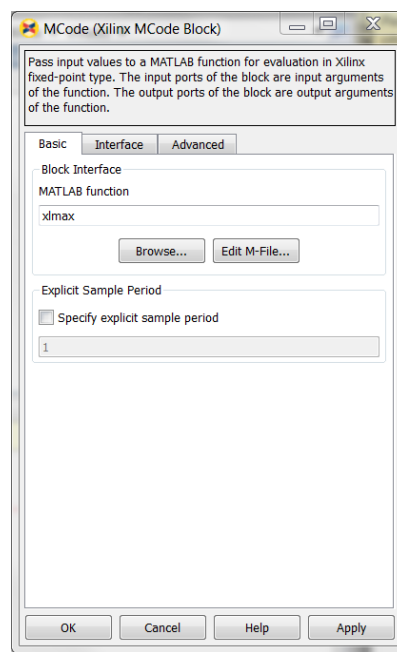 MCode (Xilinx MCode Block)
Pass input values to a MATLAB function for evaluation in Xilinx
fixed-point type. The input ports of the block are input arguments
of the function. The output ports of the block are output arguments
of the function.
Basic Interface Advanced
Block Interface
MATLAB function
xlmax
Browse... Edit M-File...
Explicit Sample Period
Specify explicit sample period
1
OK Cancel Help Apply